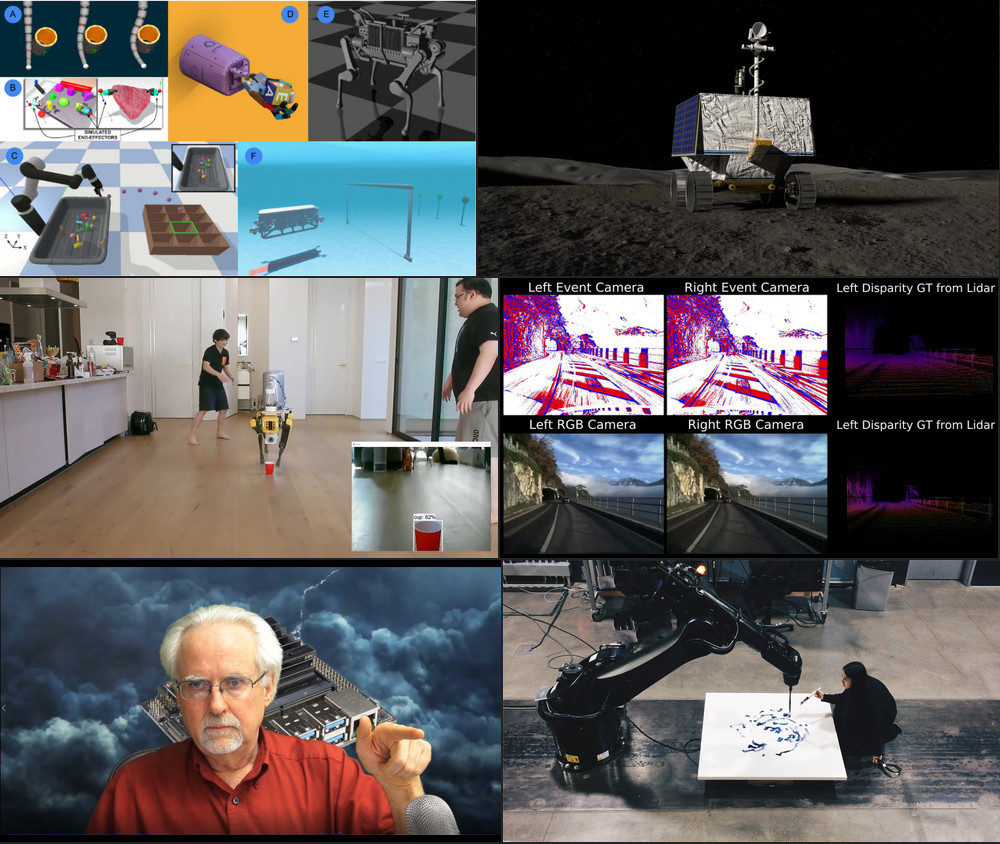 A
D
E
B
SIMULATED
END-EFFECTORS
C
F
Z Y
X
cup: 62%
Left Event Camera
Right Event Camera
Left Disparity GT from Lidar
Left RGB Camera
Right RGB Camera
Left Disparity GT from Lidar